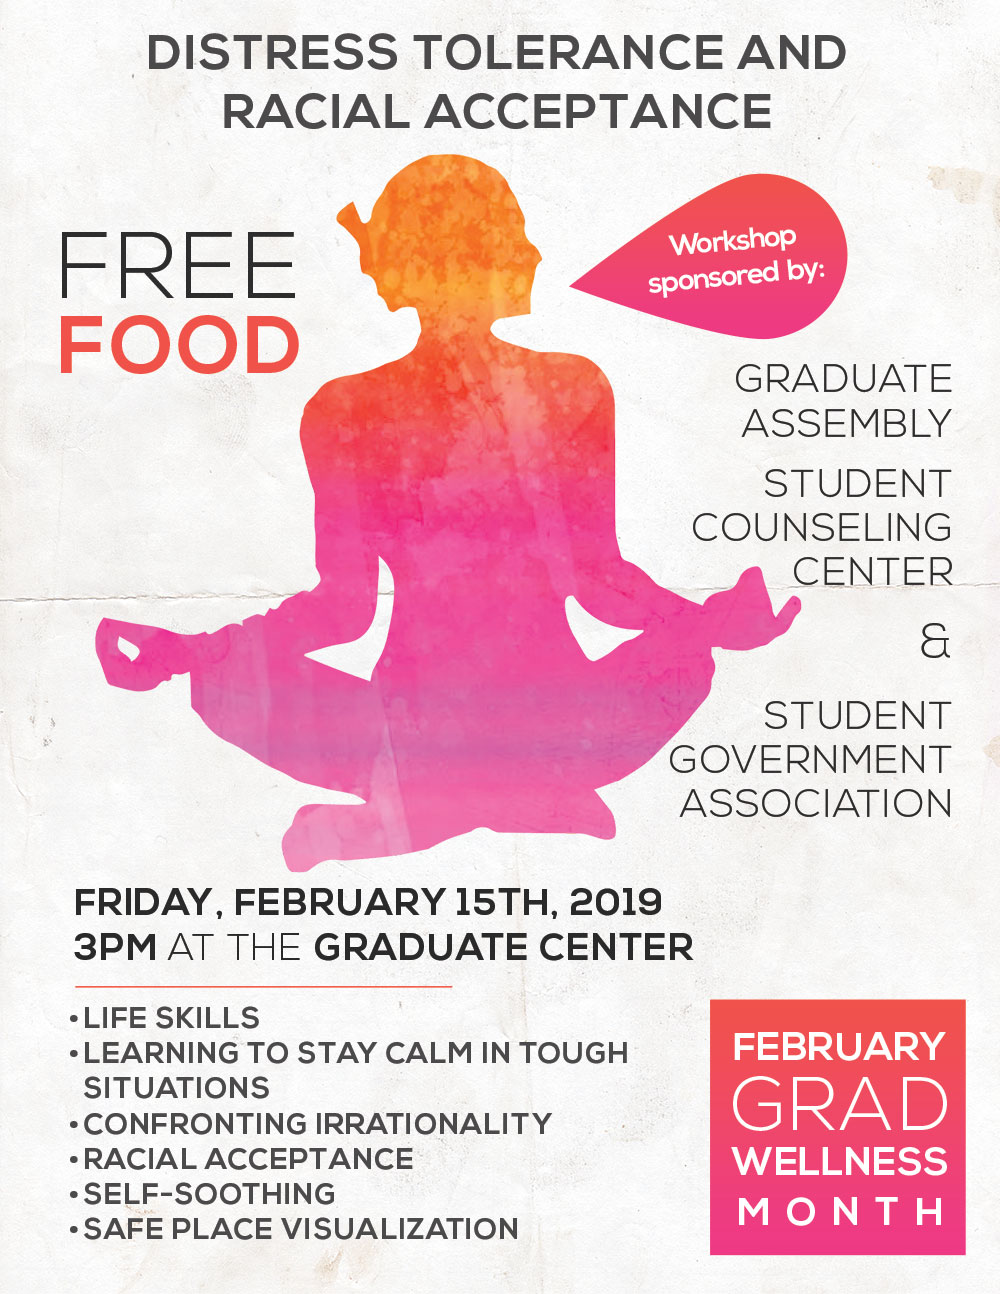 DISTRESS TOLERANCE AND
RACIAL ACCEPTANCE
FREE
FOOD
Workshop
sponsored by:
GRADUATE
ASSEMBLY
STUDENT
COUNSELING
CENTER
&
STUDENT
GOVERNMENT
ASSOCIATION
FRIDAY, FEBRUARY 15TH, 2019
3PM AT THE GRADUATE CENTER
•LIFE SKILLS
•LEARNING TO STAY CALM IN TOUGH
SITUATIONS
•CONFRONTING IRRATIONALITY
•RACIAL ACCEPTANCE
•SELF-SOOTHING
•SAFE PLACE VISUALIZATION
FEBRUARY
GRAD
WELLNESS
MONTH